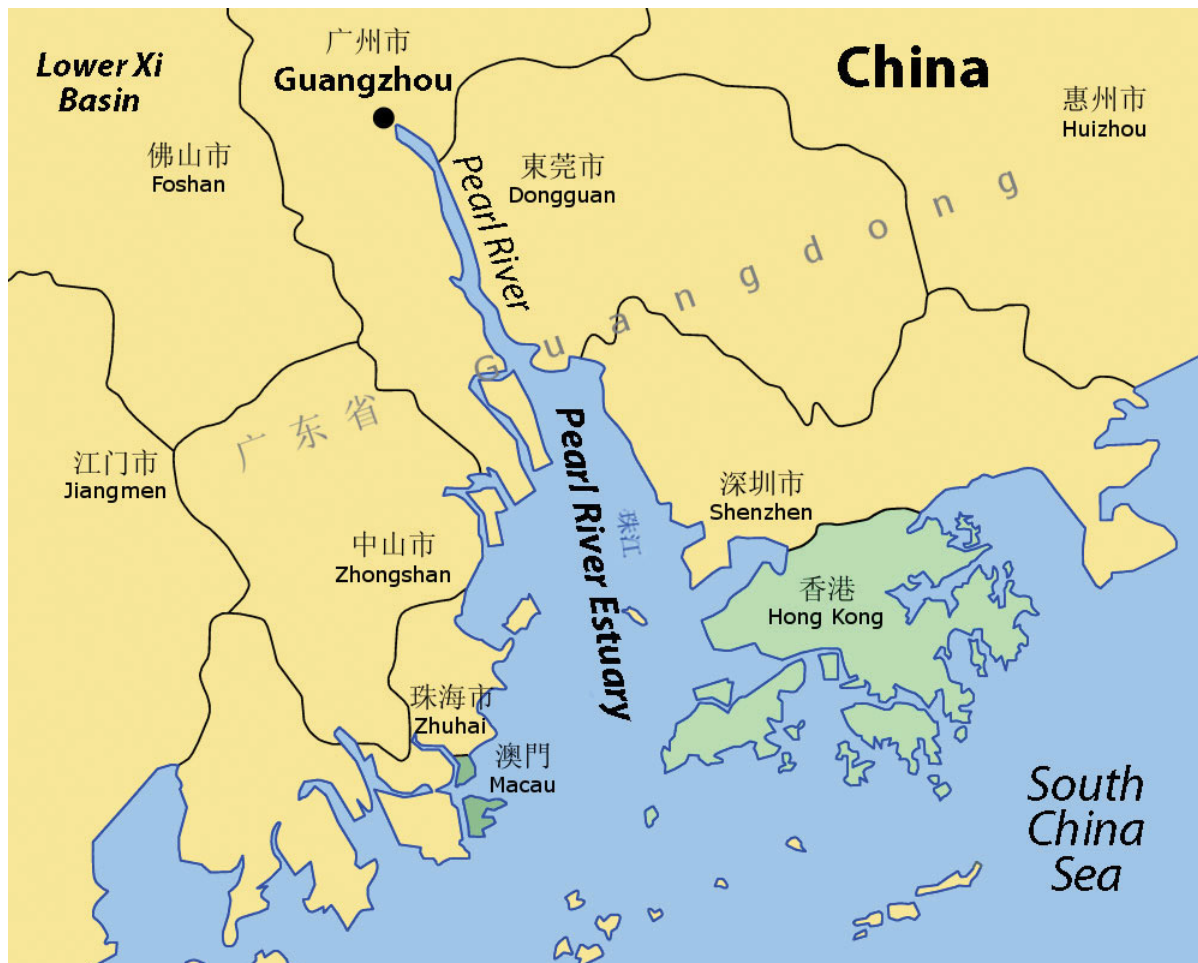 Lower Xi
Basin
广州市
Guangzhou
China
惠州市
Huizhou
佛山市
Foshan
東莞市
Dongguan
Pearl River
Guangdong
广东省
江门市
Jiangmen
Pearl River Estuary
珠江
深圳市
Shenzhen
中山市
Zhongshan
香港
Hong Kong
珠海市
Zhuhai
澳門
Macau
South
China
Sea